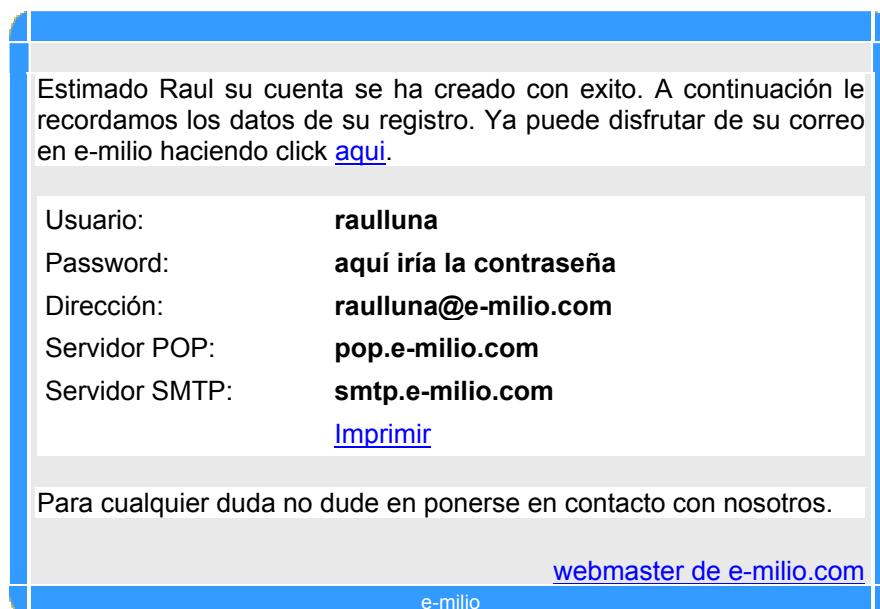 Estimado Raul su cuenta se ha creado con exito. A continuación le
recordamos los datos de su registro. Ya puede disfrutar de su correo
en e-milio haciendo click aqui.
Usuario: raulluna
Password: aquí iría la contraseña
Dirección: raulluna@e-milio.com
Servidor POP: pop.e-milio.com
Servidor SMTP: smtp.e-milio.com
Imprimir
Para cualquier duda no dude en ponerse en contacto con nosotros.
webmaster de e-milio.com
e-milio